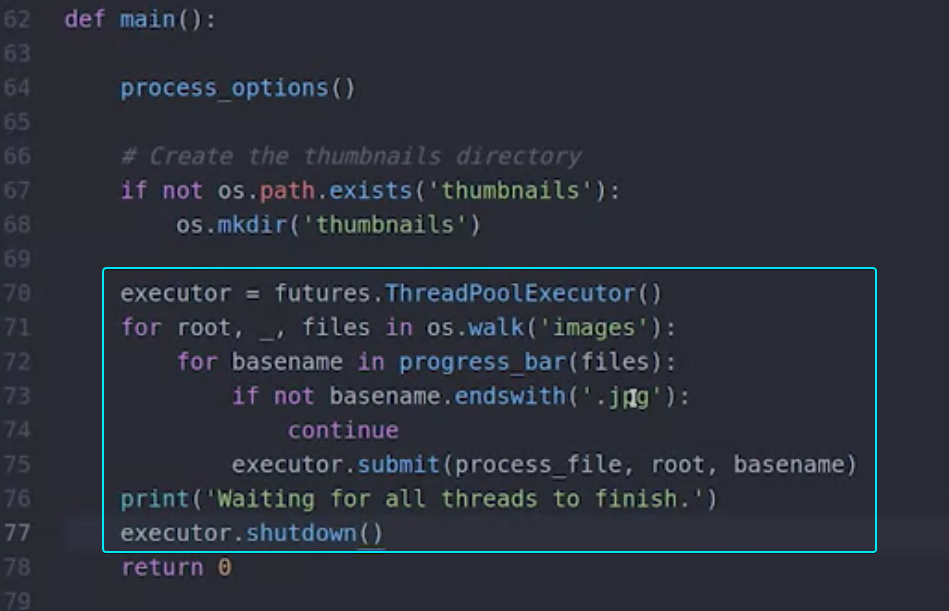 62 def main():
63
64     process_options()
65
66     # Create the thumbnails directory
67     if not os.path.exists('thumbnails'):
68         os.mkdir('thumbnails')
69
70     executor = futures.ThreadPoolExecutor()
71     for root, _, files in os.walk('images'):
72         for basename in progress_bar(files):
73             if not basename.endswith('.jpg'):
74                 continue
75             executor.submit(process_file, root, basename)
76     print('Waiting for all threads to finish.')
77     executor.shutdown()
78     return 0
79